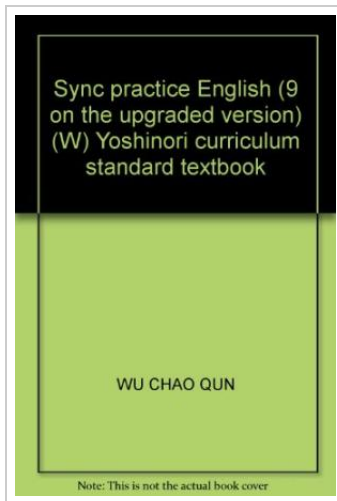 Sync practice English (9
on the upgraded version)
(W) Yoshinori curriculum
standard textbook
WU CHAO QUN
Note: This is not the actual book cover